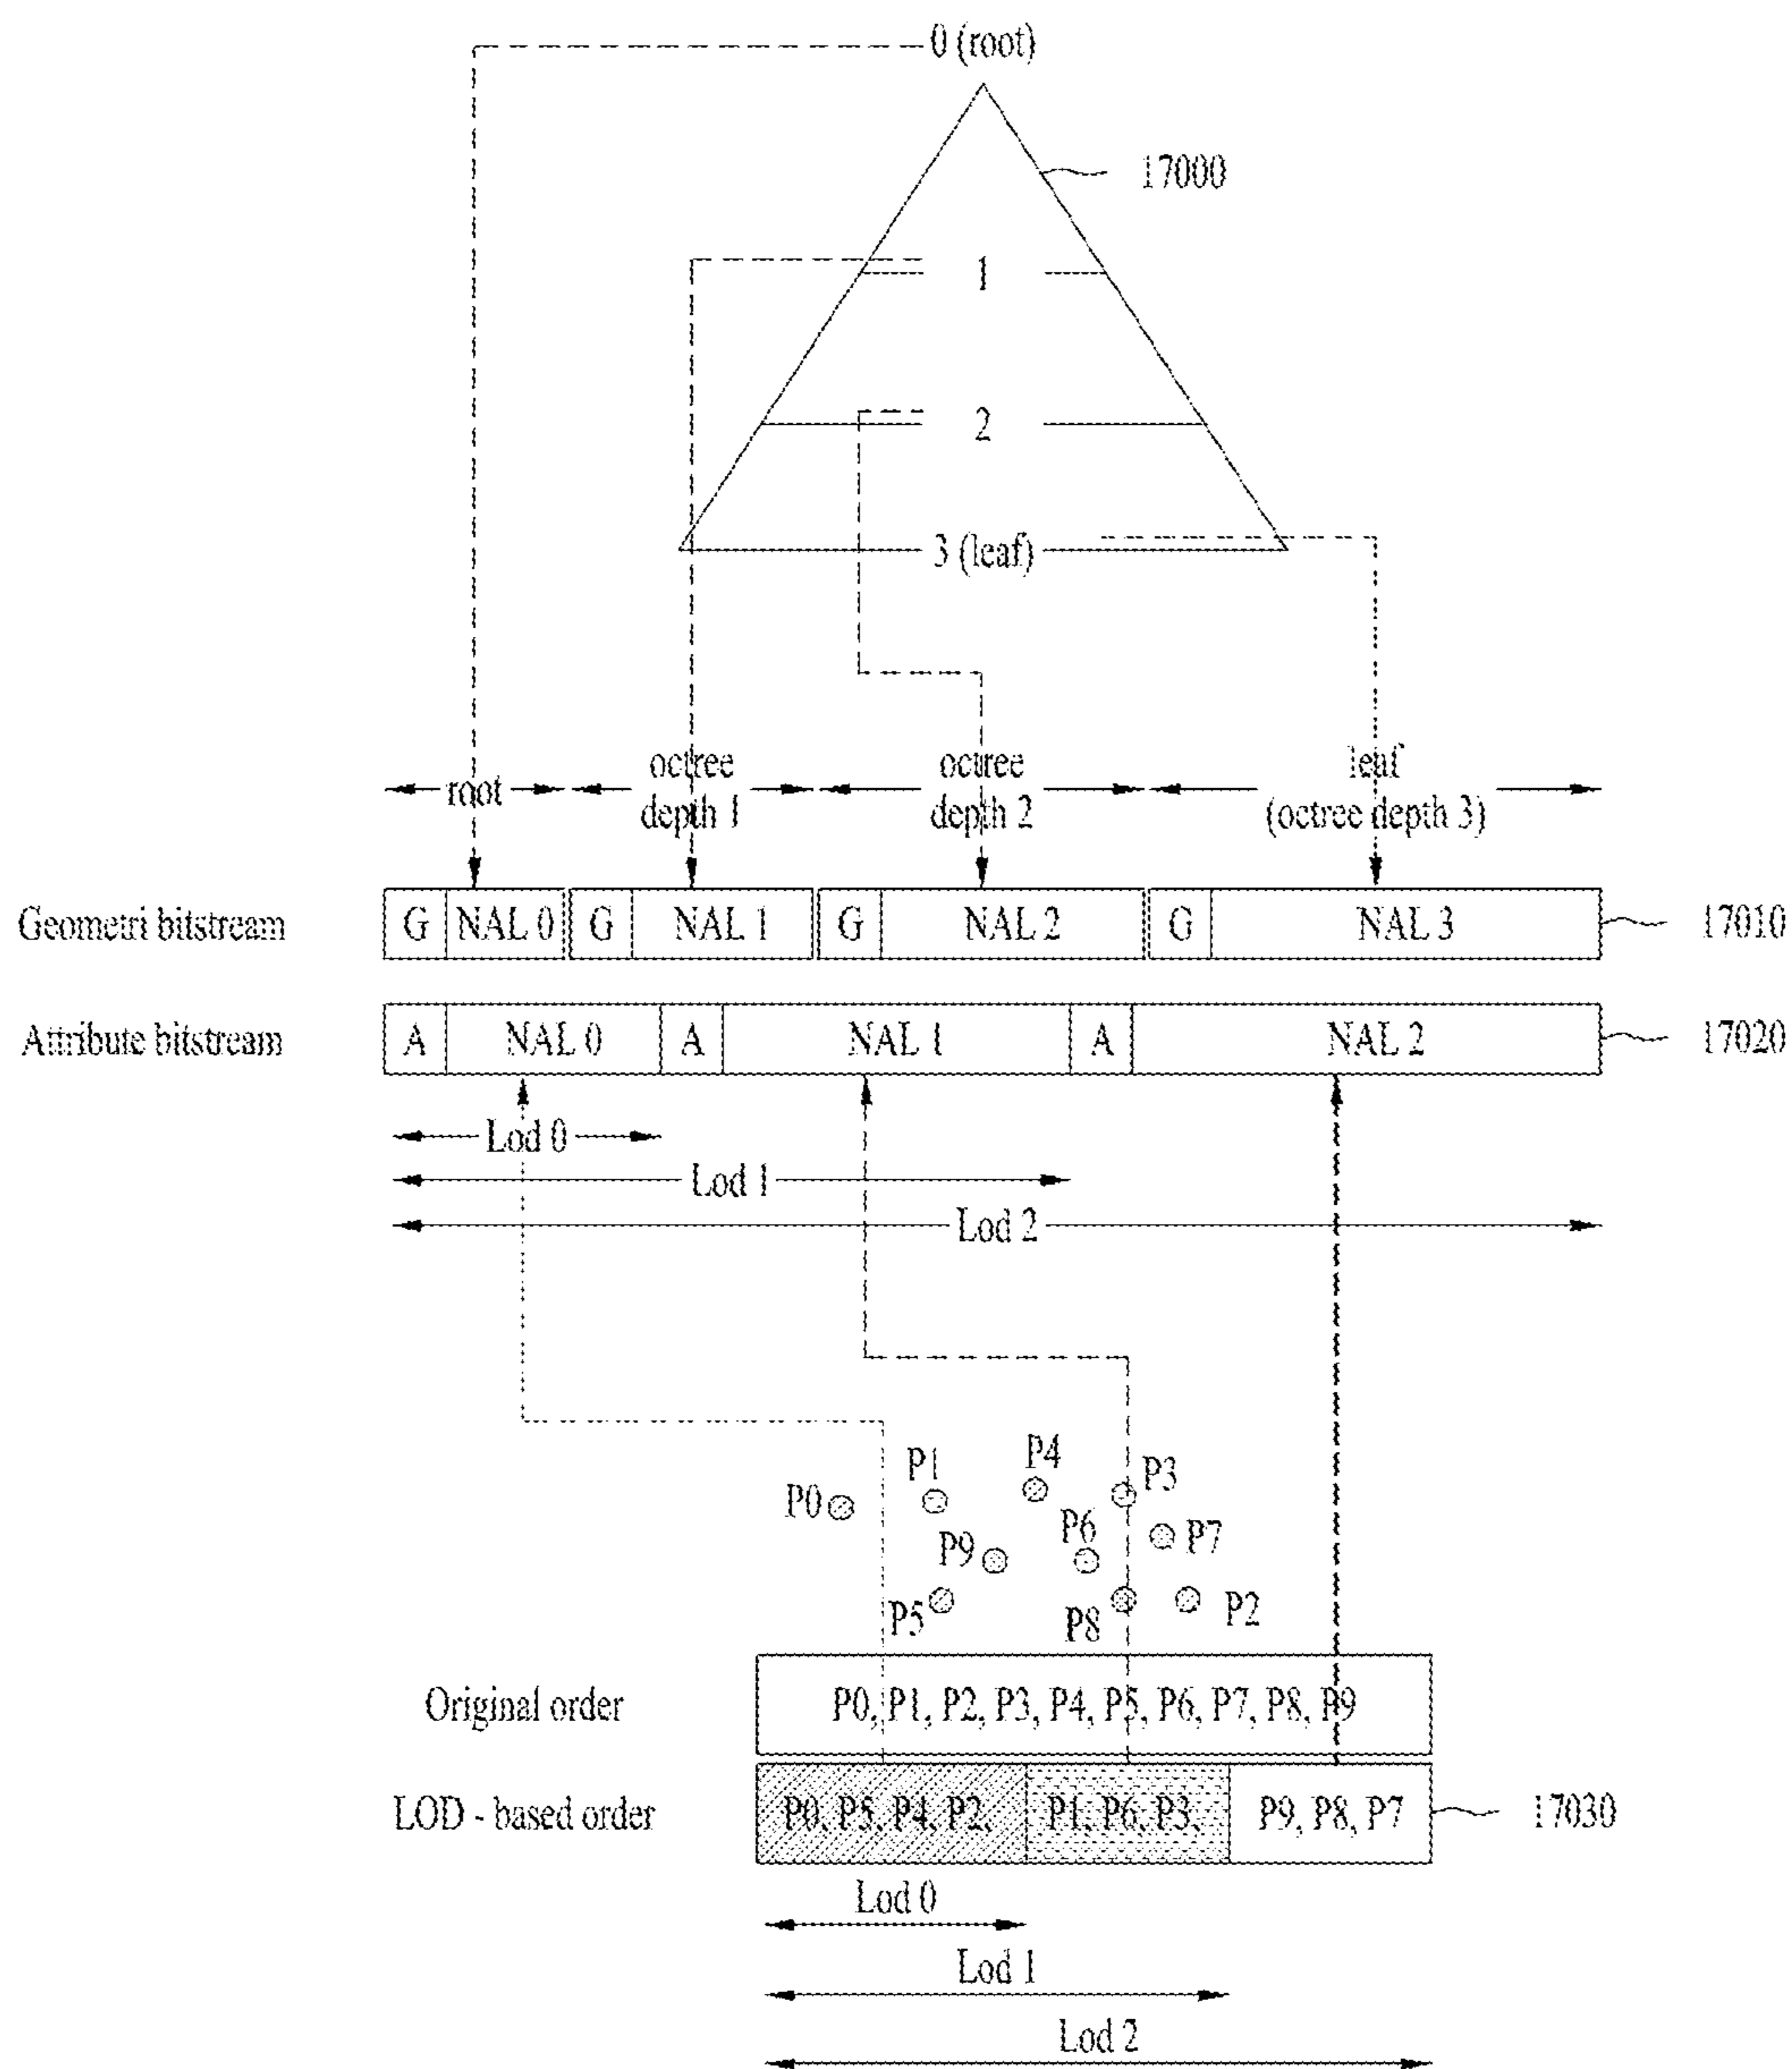 0 (root)
17000
1
2
3 (leaf)
root
octree
depth 1
octree
depth 2
leaf
(octree depth 3)
Geometri bitstream
G NAL 0 G NAL 1 G NAL 2 G NAL 3
17010
Attribute bitstream
A NAL 0 A NAL 1 A NAL 2
17020
Lod 0
Lod 1
Lod 2
P4
P1
P3
P0
P6
P7
P9
P5
P8
P2
Original order
P0, P1, P2, P3, P4, P5, P6, P7, P8, P9
LOD - based order
P0, P5, P4, P2, P1, P6, P3, P9, P8, P7
17030
Lod 0
Lod 1
Lod 2